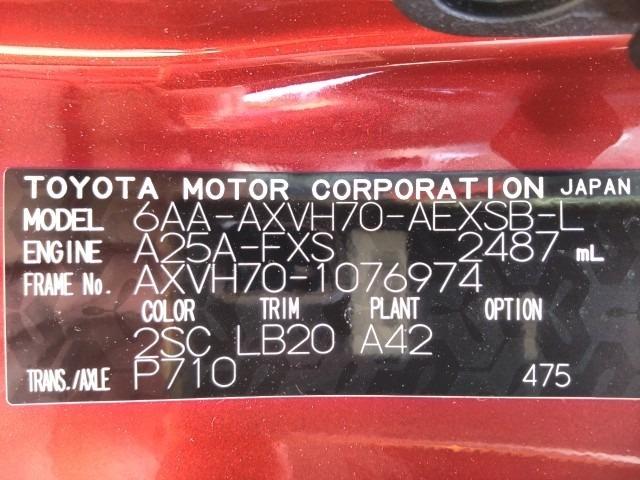 TOYOTA MOTOR CORPORATION JAPAN
MODEL 6AA-AXVH70-AEXSB-L
ENGINE A25A-FXS 2487 mL
FRAME No. AXVH70-1076974
COLOR TRIM PLANT OPTION
2SC LB20 A42
TRANS./AXLE P710 475